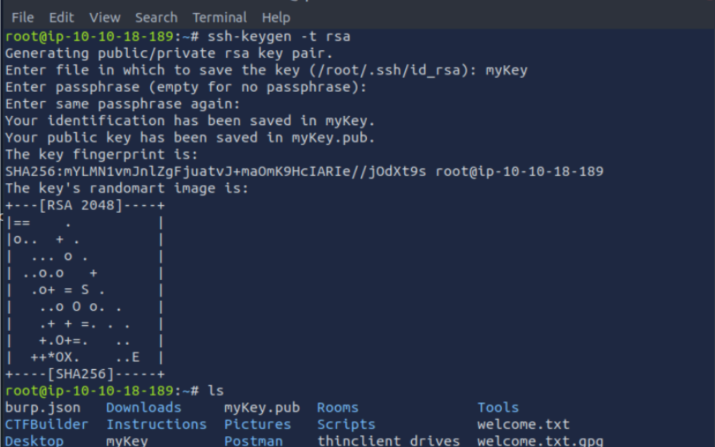 File Edit View Search Terminal Help
root@ip-10-10-18-189:~# ssh-keygen -t rsa
Generating public/private rsa key pair.
Enter file in which to save the key (/root/.ssh/id_rsa): myKey
Enter passphrase (empty for no passphrase):
Enter same passphrase again:
Your identification has been saved in myKey.
Your public key has been saved in myKey.pub.
The key fingerprint is:
SHA256:mYLMN1vmJnlZgFjuatvJ+maOmK9HcIARIe//jOdXt9s root@ip-10-10-18-189
The key's randomart image is:
+---[RSA 2048]----+
|==    .          |
|o..  + .         |
|  ... o .        |
| ..o.o   +       |
|  .o+ = S .      |
|   ..o O o. .    |
|   .+ + =. . .   |
|   +.O+=.   ..   |
|  ++*OX.    ..E  |
+----[SHA256]-----+
root@ip-10-10-18-189:~# ls
burp.json   Downloads     myKey.pub  Rooms              Tools
CTFBuilder  Instructions  Pictures   Scripts            welcome.txt
Desktop     myKey         Postman    thinclient_drives  welcome.txt.gpg